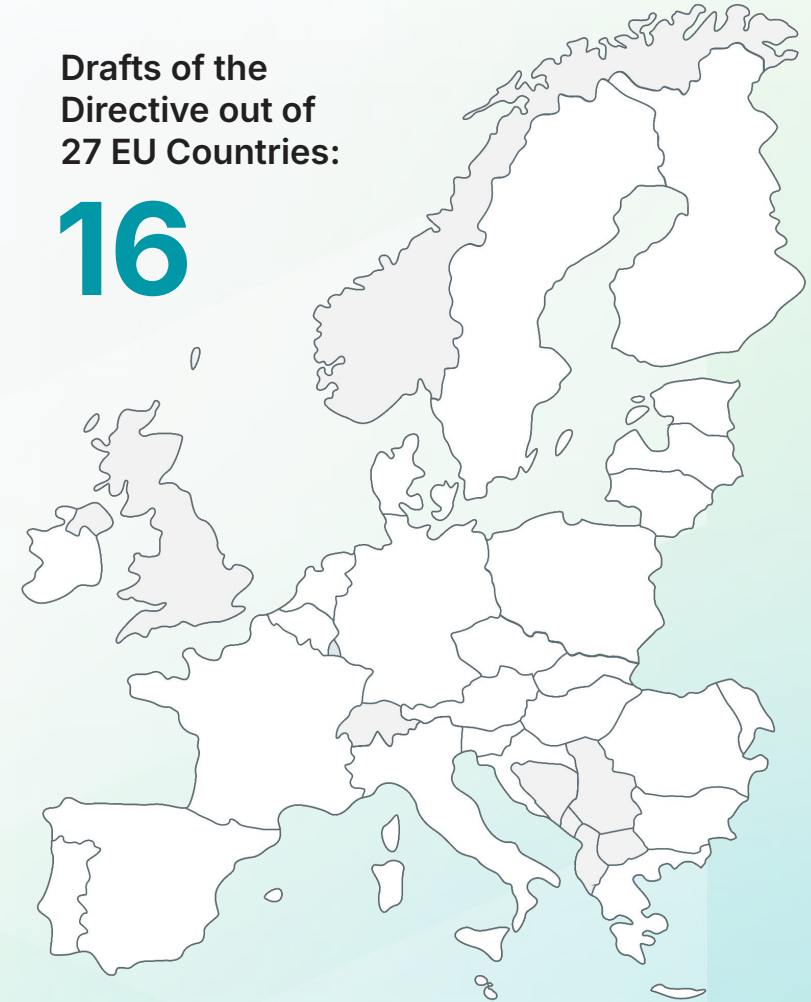 Drafts of the
Directive out of
27 EU Countries:
16